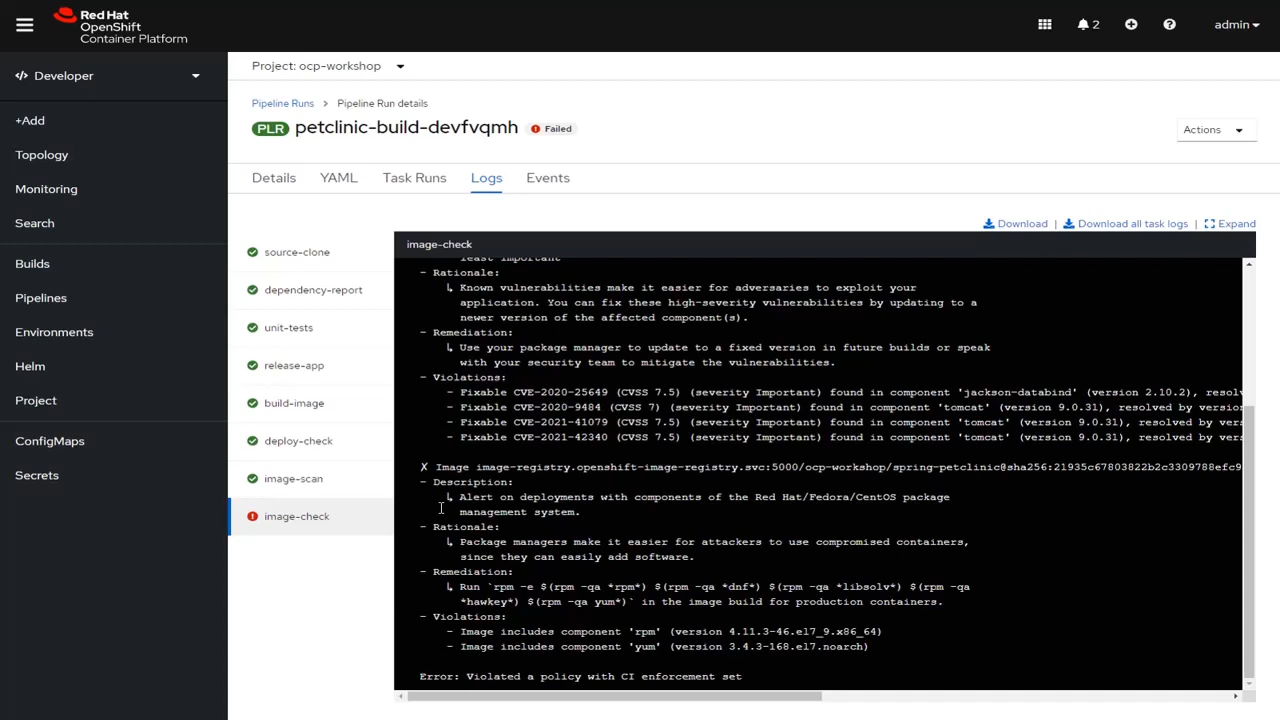 Red Hat
OpenShift
Container Platform
2
admin
Developer
Project: ocp-workshop
+Add
Topology
Monitoring
Search
Builds
Pipelines
Environments
Helm
Project
ConfigMaps
Secrets
Pipeline Runs > Pipeline Run details
PLR petclinic-build-devfvqmh Failed
Actions
Details YAML Task Runs Logs Events
Download | Download all task logs | Expand
source-clone
dependency-report
unit-tests
release-app
build-image
deploy-check
image-scan
image-check
image-check
least important
- Rationale:
↳ Known vulnerabilities make it easier for adversaries to exploit your
application. You can fix these high-severity vulnerabilities by updating to a
newer version of the affected component(s).
- Remediation:
↳ Use your package manager to update to a fixed version in future builds or speak
with your security team to mitigate the vulnerabilities.
- Violations:
- Fixable CVE-2020-25649 (CVSS 7.5) (severity Important) found in component 'jackson-databind' (version 2.10.2), resolv
- Fixable CVE-2020-9484 (CVSS 7) (severity Important) found in component 'tomcat' (version 9.0.31), resolved by version
- Fixable CVE-2021-41079 (CVSS 7.5) (severity Important) found in component 'tomcat' (version 9.0.31), resolved by vers
- Fixable CVE-2021-42340 (CVSS 7.5) (severity Important) found in component 'tomcat' (version 9.0.31), resolved by vers
✗ Image image-registry.openshift-image-registry.svc:5000/ocp-workshop/spring-petclinic@sha256:21935c67803822b2c3309788efc9
- Description:
↳ Alert on deployments with components of the Red Hat/Fedora/CentOS package
management system.
- Rationale:
↳ Package managers make it easier for attackers to use compromised containers,
since they can easily add software.
- Remediation:
↳ Run `rpm -e $(rpm -qa *rpm*) $(rpm -qa *dnf*) $(rpm -qa *libsolv*) $(rpm -qa
*hawkey*) $(rpm -qa yum*)` in the image build for production containers.
- Violations:
- Image includes component 'rpm' (version 4.11.3-46.el7_9.x86_64)
- Image includes component 'yum' (version 3.4.3-168.el7.noarch)
Error: Violated a policy with CI enforcement set